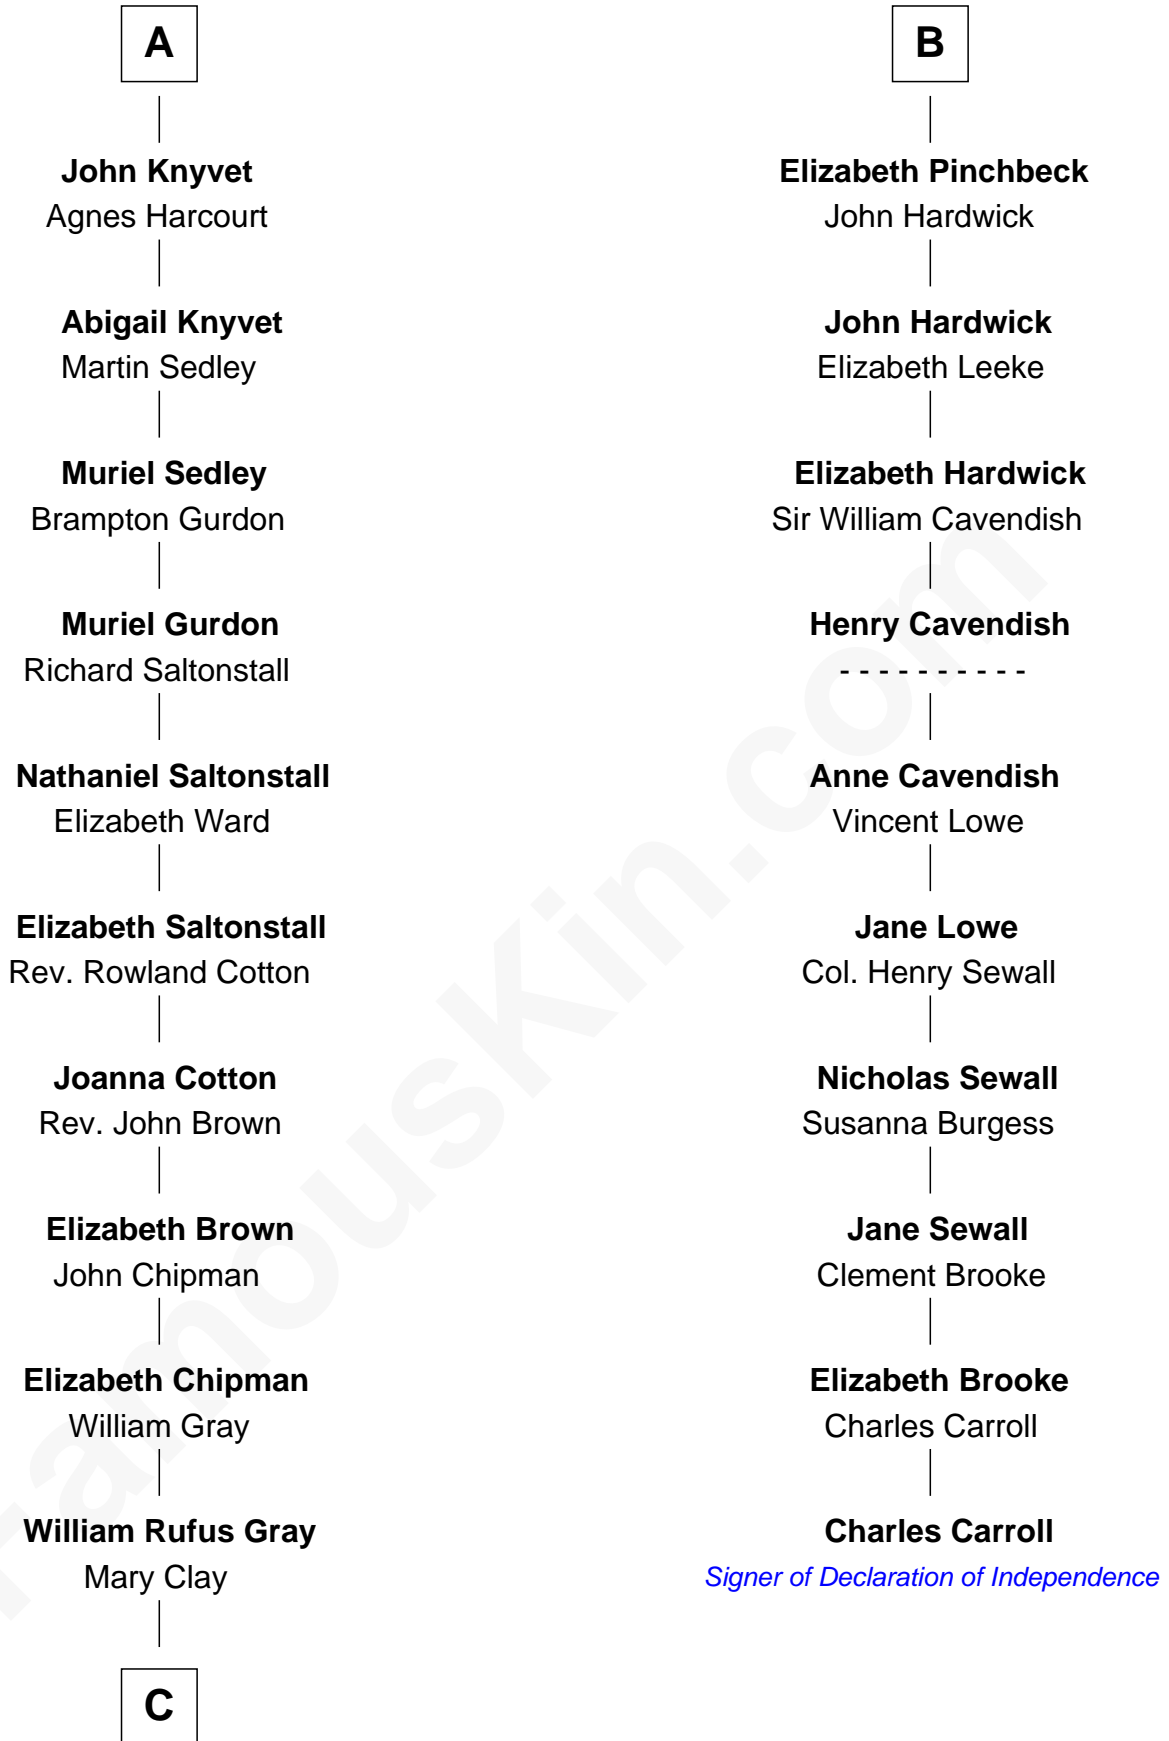 A
John Knyvet
Agnes Harcourt
Abigail Knyvet
Martin Sedley
Muriel Sedley
Brampton Gurdon
Muriel Gurdon
Richard Saltonstall
Nathaniel Saltonstall
Elizabeth Ward
Elizabeth Saltonstall
Rev. Rowland Cotton
Joanna Cotton
Rev. John Brown
Elizabeth Brown
John Chipman
Elizabeth Chipman
William Gray
William Rufus Gray
Mary Clay
C
B
Elizabeth Pinchbeck
John Hardwick
John Hardwick
Elizabeth Leeke
Elizabeth Hardwick
Sir William Cavendish
Henry Cavendish
- - - - - - - - - -
Anne Cavendish
Vincent Lowe
Jane Lowe
Col. Henry Sewall
Nicholas Sewall
Susanna Burgess
Jane Sewall
Clement Brooke
Elizabeth Brooke
Charles Carroll
Charles Carroll
Signer of Declaration of Independence
FamousKin.com